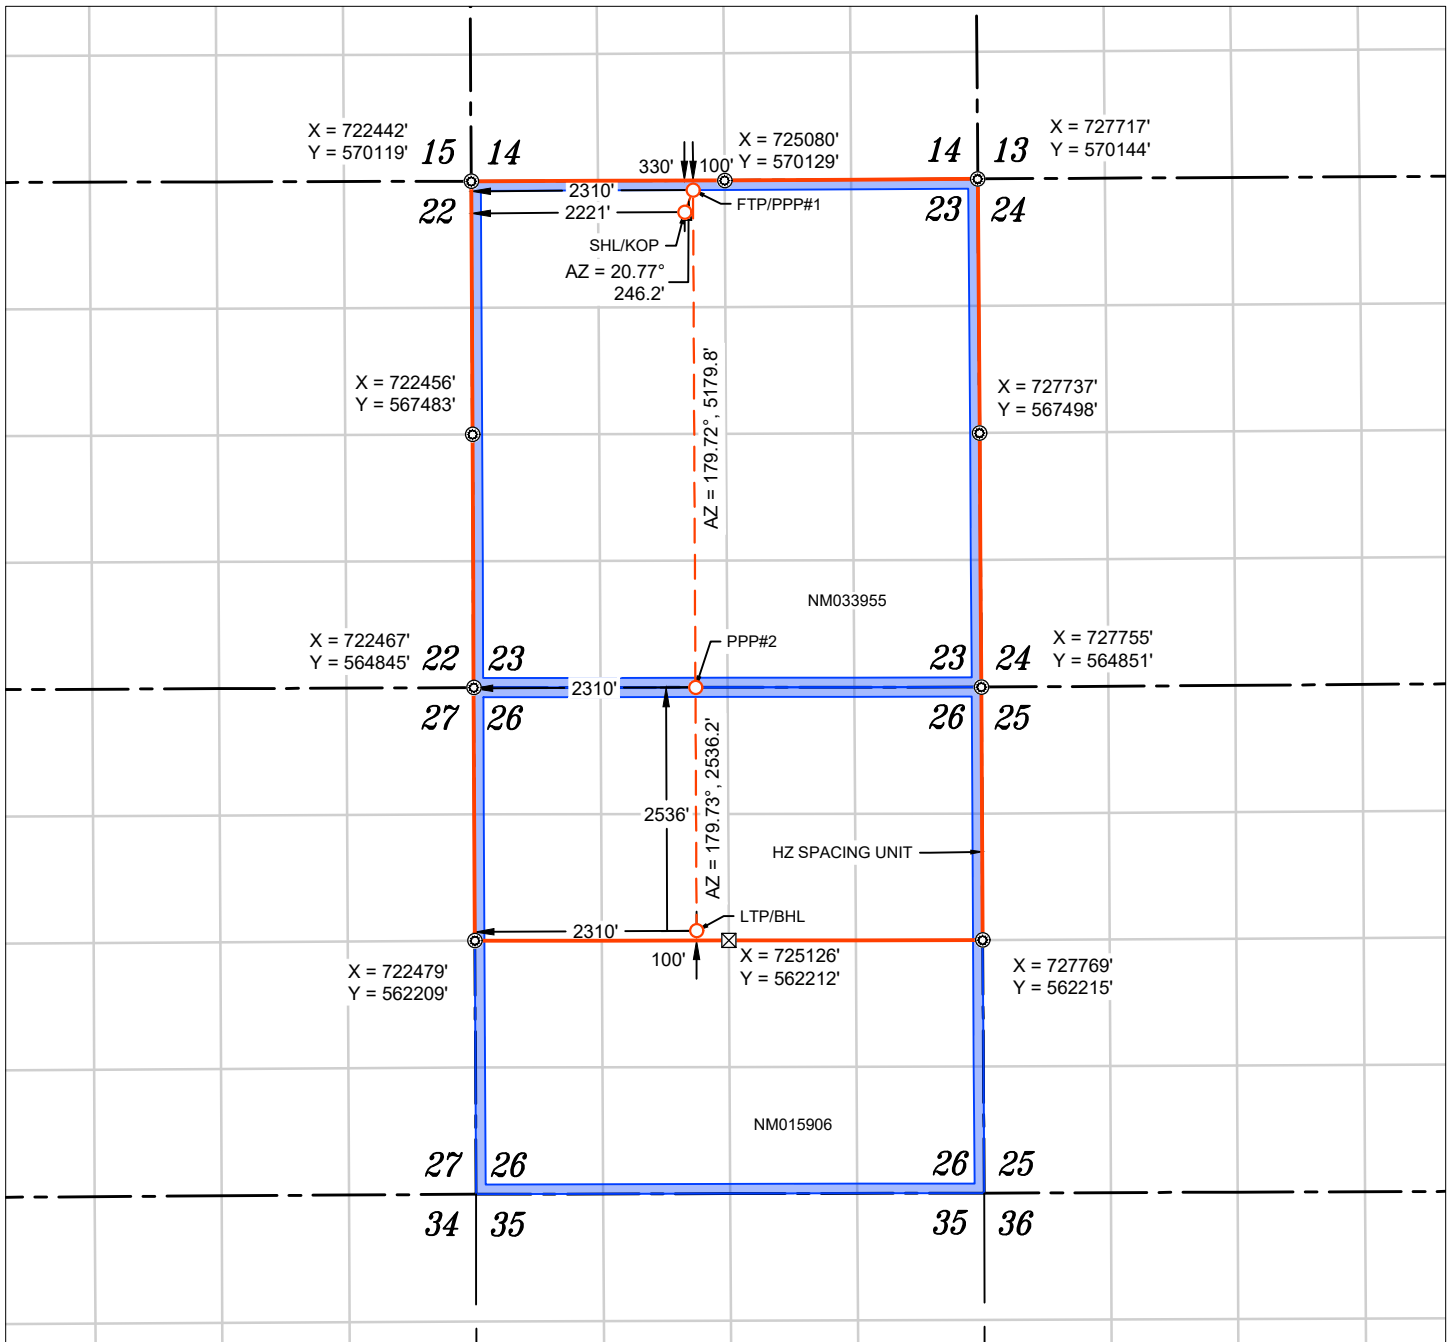 X = 722442'
Y = 570119'
15
14
330'
100'
X = 725080'
Y = 570129'
14
13
X = 727717'
Y = 570144'
22
2310'
FTP/PPP#1
23
24
2221'
SHL/KOP
AZ = 20.77°
246.2'
X = 722456'
Y = 567483'
AZ = 179.72°, 5179.8'
X = 727737'
Y = 567498'
NM033955
X = 722467'
Y = 564845'
22
23
PPP#2
23
24
X = 727755'
Y = 564851'
2310'
27
26
26
25
2536'
AZ = 179.73°, 2536.2'
HZ SPACING UNIT
LTP/BHL
2310'
100'
X = 725126'
Y = 562212'
X = 722479'
Y = 562209'
X = 727769'
Y = 562215'
NM015906
27
26
26
25
34
35
35
36